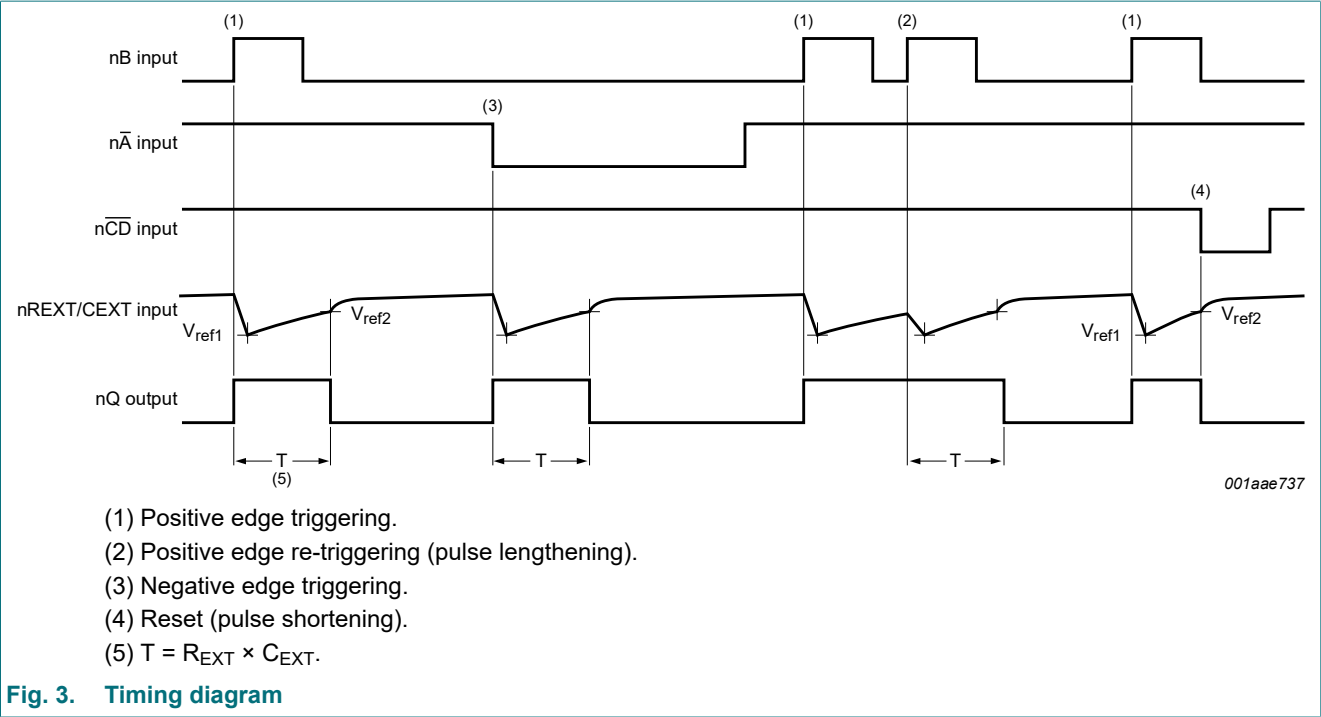 (1) (1) (2) (1)
nB input
(3)
nA̅ input
(4)
nC̅D̅ input
nREXT/CEXT input
Vref1 Vref2 Vref1 Vref2
nQ output
T T T
(5)
001aae737
(1) Positive edge triggering.
(2) Positive edge re-triggering (pulse lengthening).
(3) Negative edge triggering.
(4) Reset (pulse shortening).
(5) T = REXT × CEXT.
Fig. 3. Timing diagram